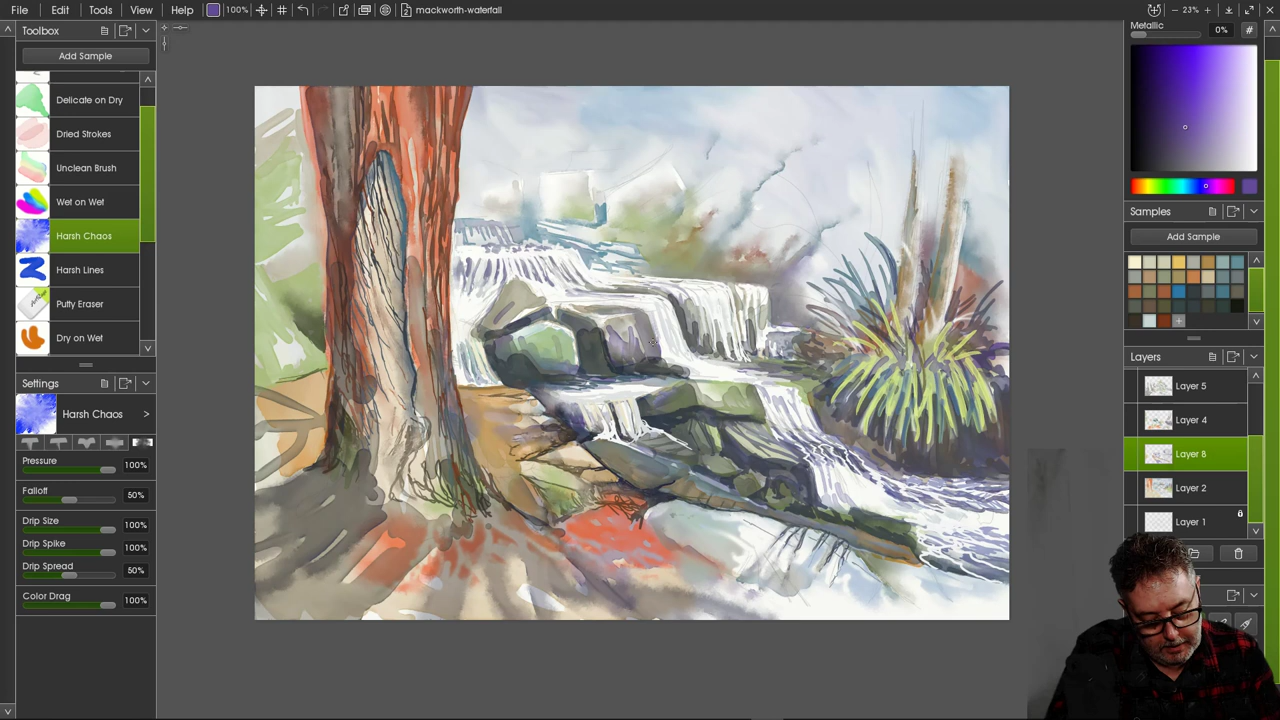 File Edit Tools View Help 100% 2 mackworth-waterfall 23%
Toolbox
Add Sample
Delicate on Dry
Dried Strokes
Unclean Brush
Wet on Wet
Harsh Chaos
Harsh Lines
Putty Eraser
Dry on Wet
Settings
Harsh Chaos >
Pressure 100%
Falloff 50%
Drip Size 100%
Drip Spike 100%
Drip Spread 50%
Color Drag 100%
Metallic 0% #
Samples
Add Sample
Layers
Layer 5
Layer 4
Layer 8
Layer 2
Layer 1